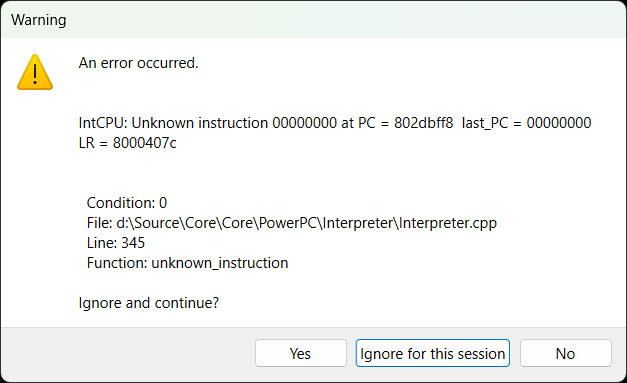 Warning
An error occurred.
IntCPU: Unknown instruction 00000000 at PC = 802dbff8  last_PC = 00000000
LR = 8000407c
Condition: 0
File: d:\Source\Core\Core\PowerPC\Interpreter\Interpreter.cpp
Line: 345
Function: unknown_instruction
Ignore and continue?
Yes
Ignore for this session
No